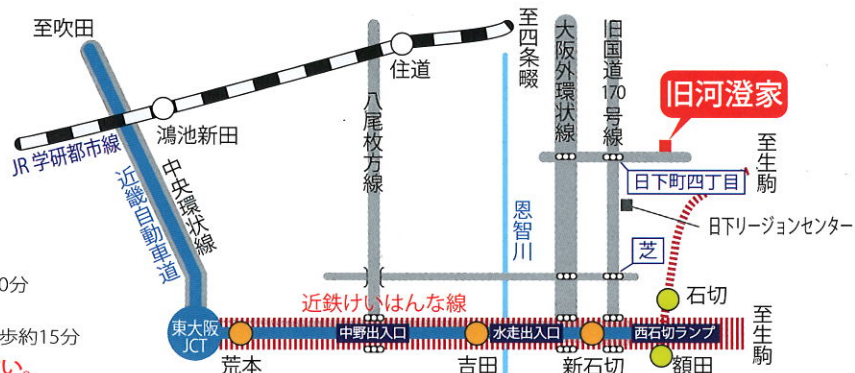 至吹田
鴻池新田
住道
至四条畷
大阪外環状線
旧国道170号線
旧河澄家
至生駒
JR学研都市線
近畿自動車道
中央環状線
八尾枚方線
恩智川
日下町四丁目
日下リージョンセンター
芝
0分
歩約15分
い。
近鉄けいはんな線
石切
東大阪
JCT
中野出入口
水走出入口
西石切ランプ
至生駒
荒本
吉田
新石切
額田